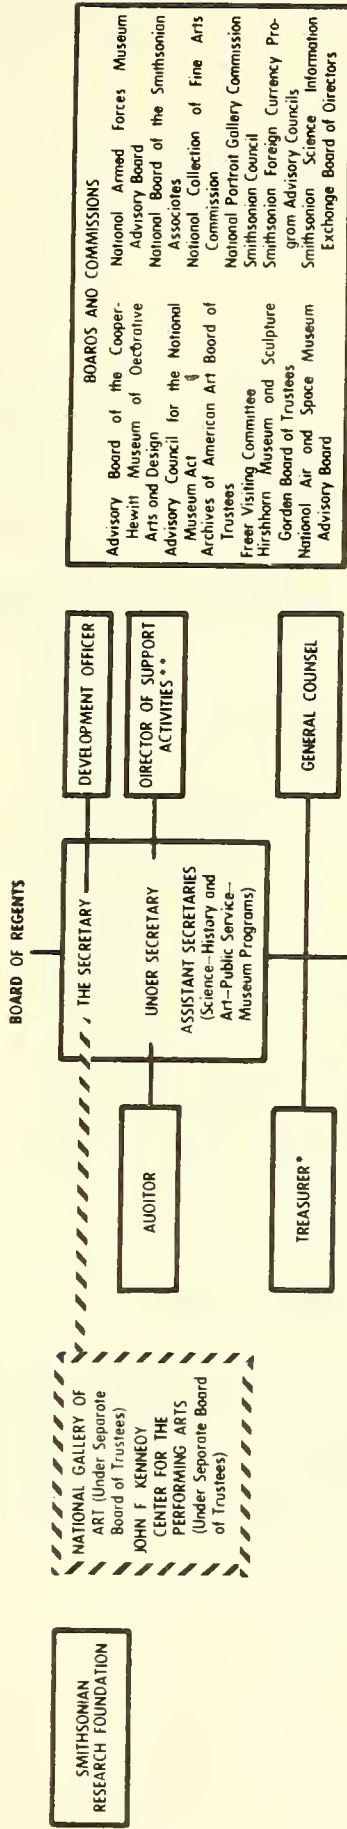 SMITHSONIAN
RESEARCH FOUNDATION
NATIONAL GALLERY OF
ART (Under Separate
Board of Trustees)
JOHN F KENNEDY
CENTER FOR THE
PERFORMING ARTS
(Under Separate Board
of Trustees)
BOARD OF REGENTS
THE SECRETARY
UNDER SECRETARY
ASSISTANT SECRETARIES
(Science—History and
Art—Public Service—
Museum Programs)
AUDITOR
TREASURER*
DEVELOPMENT OFFICER
DIRECTOR OF SUPPORT
ACTIVITIES**
GENERAL COUNSEL
BOARDS AND COMMISSIONS
Advisory Board of the Cooper-
Hewitt Museum of Decorative
Arts and Design
Advisory Council for the National
Museum Act
Archives of American Art Board of
Trustees
Freer Visiting Committee
Hirshhorn Museum and Sculpture
Garden Board of Trustees
National Air and Space Museum
Advisory Board
National Armed Forces Museum
Advisory Board
National Board of the Smithsonian
Associates
National Collection of Fine Arts
Commission
National Portrait Gallery Commission
Smithsonian Council
Smithsonian Foreign Currency Pro-
gram Advisory Councils
Smithsonian Science Information
Exchange Board of Directors